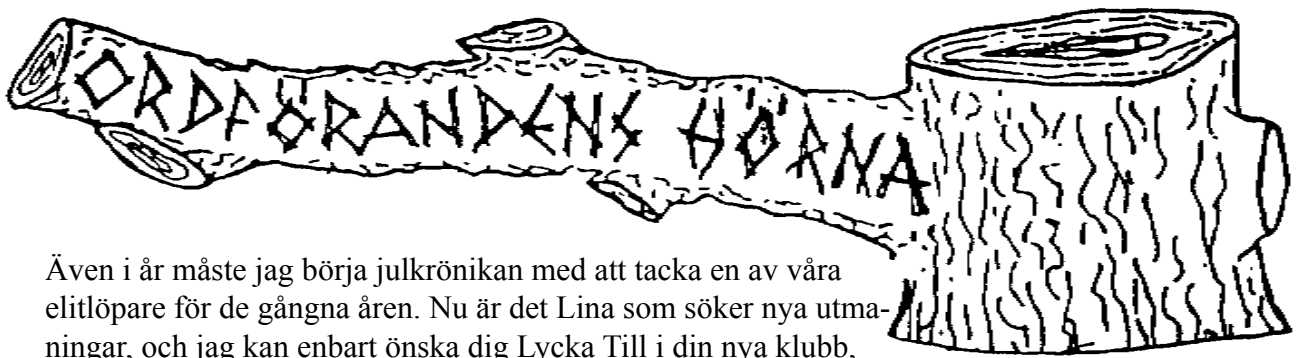 ORDFÖRANDENS HÖRNA
Även i år måste jag börja julkrönikan med att tacka en av våra
elitlöpare för de gångna åren. Nu är det Lina som söker nya utma-
ningar, och jag kan enbart önska dig Lycka Till i din nya klubb,